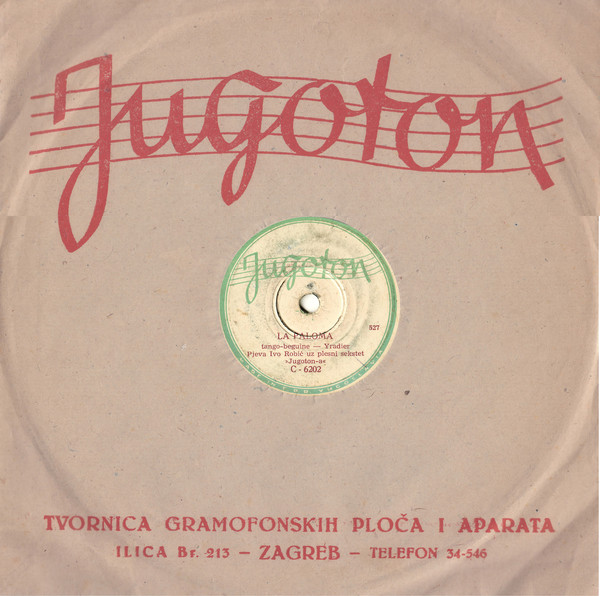 Jugoton
Jugoton
LA PALOMA
527
tango-beguine — Yradier
Pjeva Ivo Robić uz plesni sekstet
»Jugoton-a«
C - 6202
TVORNICA GRAMOFONSKIH PLOČA I APARATA
ILICA Br. 213 — ZAGREB — TELEFON 34-546